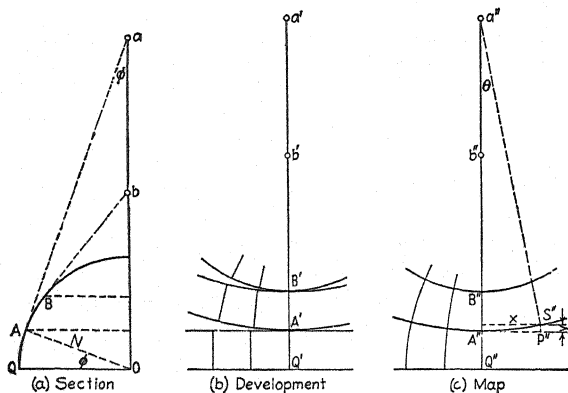 a
φ
b
B
A
N
φ
Q
O
(a) Section
a'
b'
B'
A'
Q'
(b) Development
a"
θ
b"
B"
x
S"
A"
P"
Q"
(c) Map